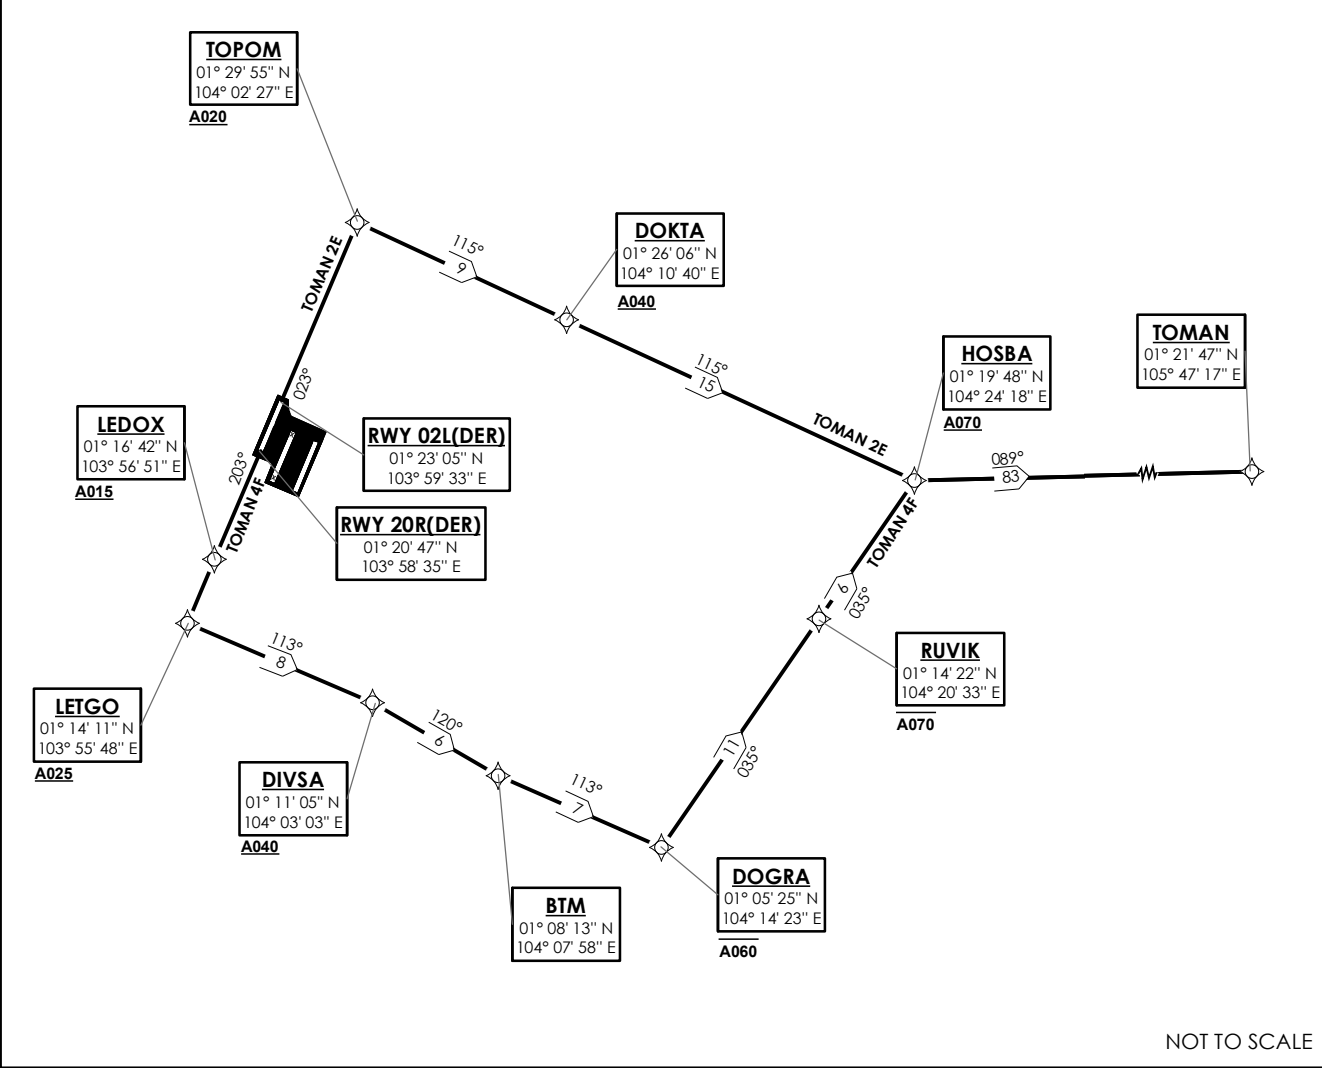 TOPOM
01° 29' 55" N
104° 02' 27" E
A020
DOKTA
01° 26' 06" N
104° 10' 40" E
A040
115°
9
TOMAN 2E
115°
15
HOSBA
01° 19' 48" N
104° 24' 18" E
A070
TOMAN
01° 21' 47" N
105° 47' 17" E
023°
TOMAN 2E
LEDOX
01° 16' 42" N
103° 56' 51" E
A015
RWY 02L(DER)
01° 23' 05" N
103° 59' 33" E
089°
83
203°
TOMAN 4F
RWY 20R(DER)
01° 20' 47" N
103° 58' 35" E
TOMAN 4F
6
035°
113°
8
RUVIK
01° 14' 22" N
104° 20' 33" E
A070
LETGO
01° 14' 11" N
103° 55' 48" E
A025
120°
6
11
035°
DIVSA
01° 11' 05" N
104° 03' 03" E
A040
113°
7
BTM
01° 08' 13" N
104° 07' 58" E
DOGRA
01° 05' 25" N
104° 14' 23" E
A060
NOT TO SCALE